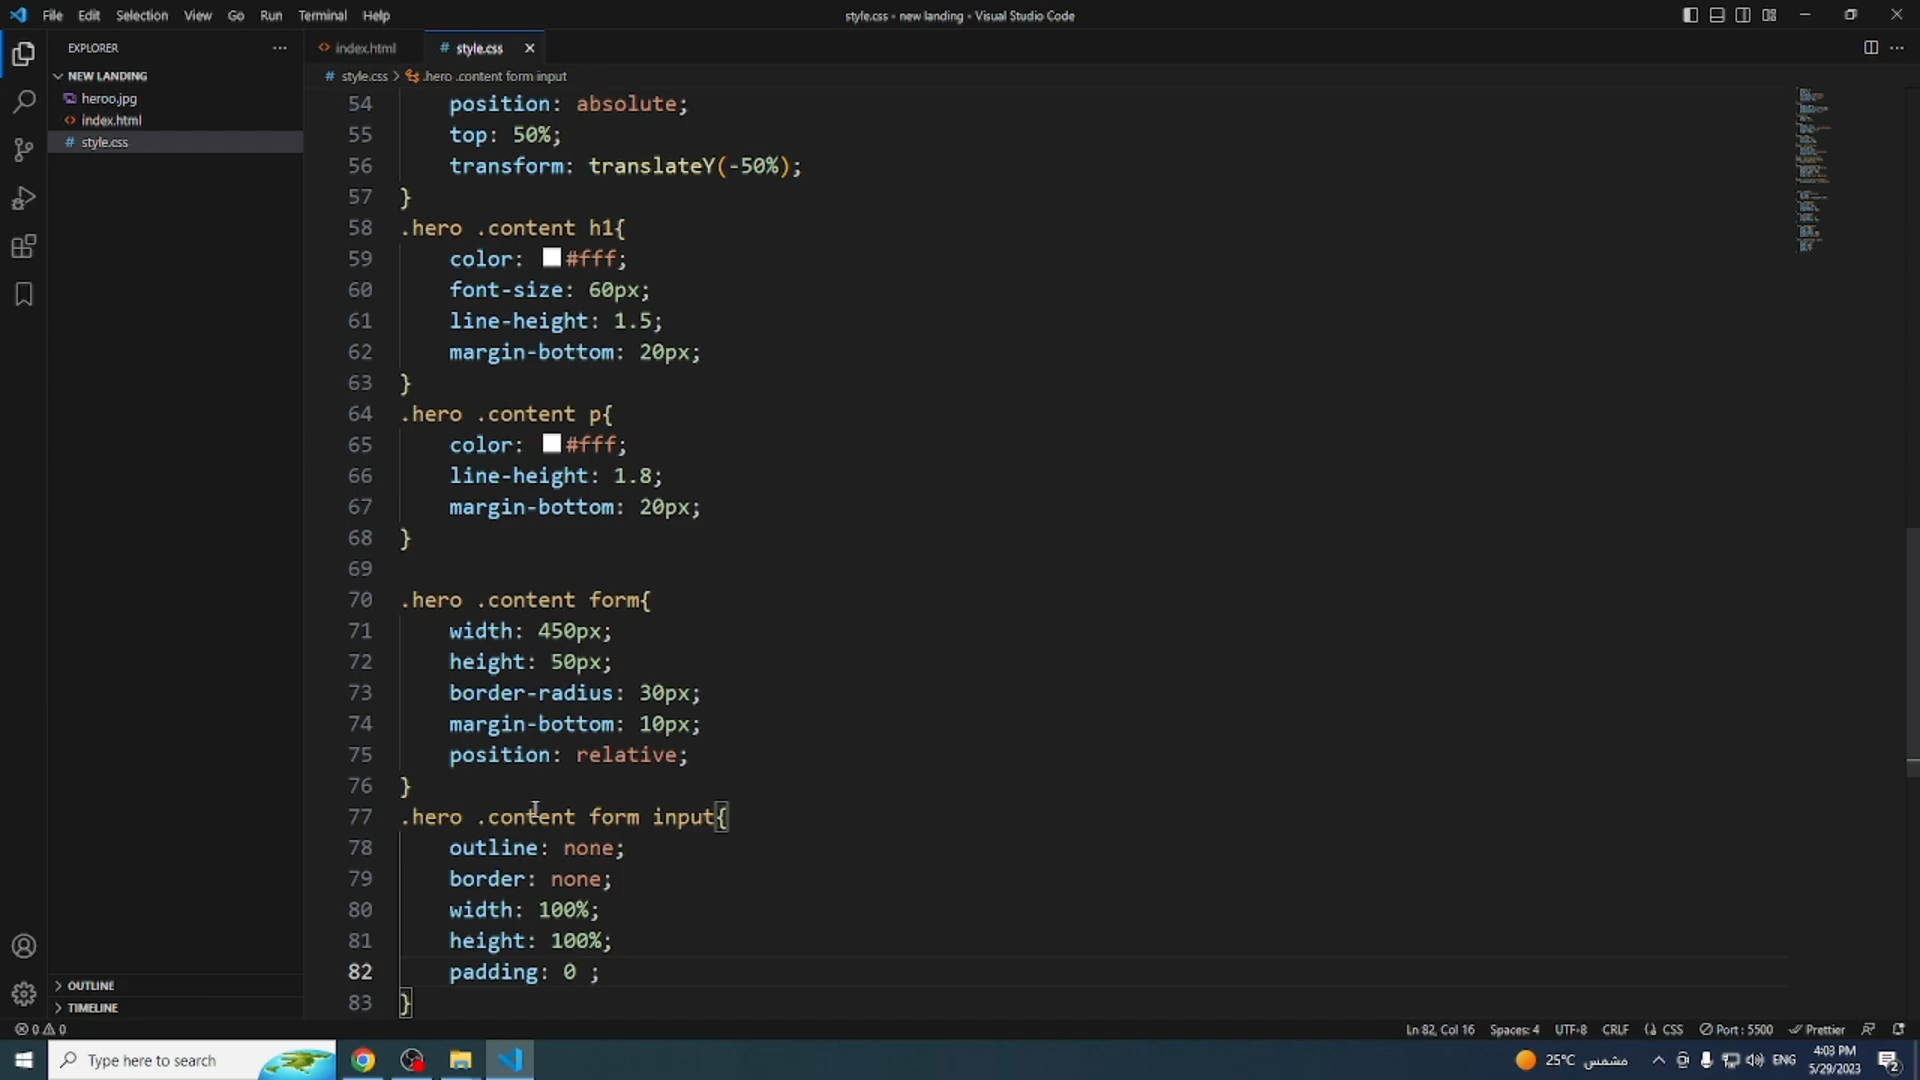 File Edit Selection View Go Run Terminal Help
style.css - new landing - Visual Studio Code
EXPLORER
NEW LANDING
heroo.jpg
index.html
# style.css
OUTLINE
TIMELINE
index.html
# style.css
# style.css > .hero .content form input
54 position: absolute;
55 top: 50%;
56 transform: translateY(-50%);
57 }
58 .hero .content h1{
59 color: #fff;
60 font-size: 60px;
61 line-height: 1.5;
62 margin-bottom: 20px;
63 }
64 .hero .content p{
65 color: #fff;
66 line-height: 1.8;
67 margin-bottom: 20px;
68 }
69
70 .hero .content form{
71 width: 450px;
72 height: 50px;
73 border-radius: 30px;
74 margin-bottom: 10px;
75 position: relative;
76 }
77 .hero .content form input{
78 outline: none;
79 border: none;
80 width: 100%;
81 height: 100%;
82 padding: 0 ;
83 }
0 0
Ln 82, Col 16 Spaces: 4 UTF-8 CRLF CSS Port : 5500 Prettier
Type here to search
25°C مشمس
ENG
4:03 PM
5/29/2023
2